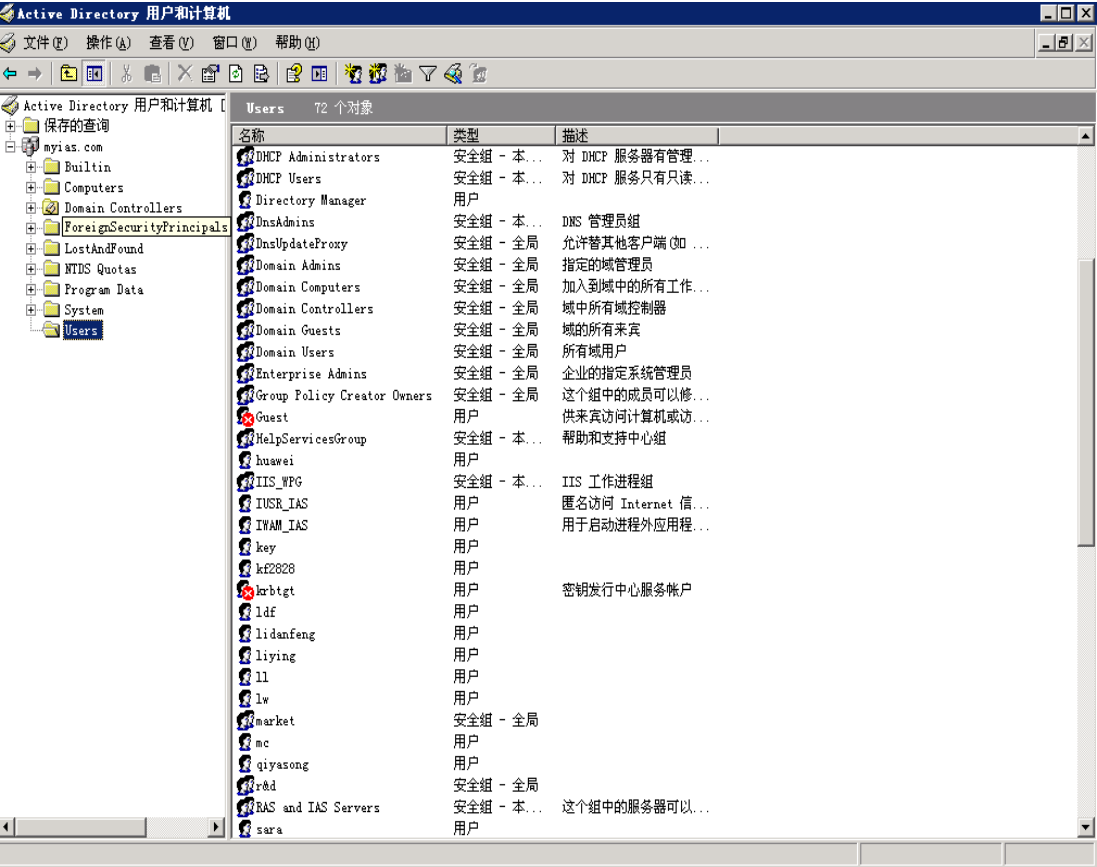 Active Directory 用户和计算机
文件(F) 操作(A) 查看(V) 窗口(W) 帮助(H)
Active Directory 用户和计算机 [
保存的查询
myias.com
Builtin
Computers
Domain Controllers
ForeignSecurityPrincipals
LostAndFound
NTDS Quotas
Program Data
System
Users
Users 72 个对象
名称 类型 描述
DHCP Administrators 安全组 - 本... 对 DHCP 服务器有管理...
DHCP Users 安全组 - 本... 对 DHCP 服务只有只读...
Directory Manager 用户
DnsAdmins 安全组 - 本... DNS 管理员组
DnsUpdateProxy 安全组 - 全局 允许替其他客户端(如 ...
Domain Admins 安全组 - 全局 指定的域管理员
Domain Computers 安全组 - 全局 加入到域中的所有工作...
Domain Controllers 安全组 - 全局 域中所有域控制器
Domain Guests 安全组 - 全局 域的所有来宾
Domain Users 安全组 - 全局 所有域用户
Enterprise Admins 安全组 - 全局 企业的指定系统管理员
Group Policy Creator Owners 安全组 - 全局 这个组中的成员可以修...
Guest 用户 供来宾访问计算机或访...
HelpServicesGroup 安全组 - 本... 帮助和支持中心组
huawei 用户
IIS_WPG 安全组 - 本... IIS 工作进程组
IUSR_IAS 用户 匿名访问 Internet 信...
IWAM_IAS 用户 用于启动进程外应用程...
key 用户
kf2828 用户
krbtgt 用户 密钥发行中心服务帐户
ldf 用户
lidanfeng 用户
liying 用户
ll 用户
lw 用户
market 安全组 - 全局
mc 用户
qiyasong 用户
r&d 安全组 - 全局
RAS and IAS Servers 安全组 - 本... 这个组中的服务器可以...
sara 用户